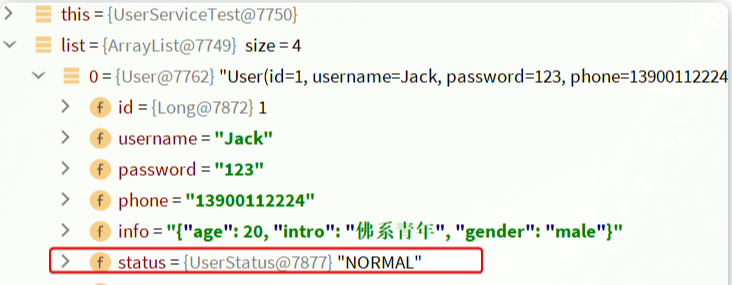 this = {UserServiceTest@7750}
list = {ArrayList@7749} size = 4
0 = {User@7762} "User(id=1, username=Jack, password=123, phone=13900112224
f id = {Long@7872} 1
f username = "Jack"
f password = "123"
f phone = "13900112224"
f info = "{"age": 20, "intro": "佛系青年", "gender": "male"}"
f status = {UserStatus@7877} "NORMAL"